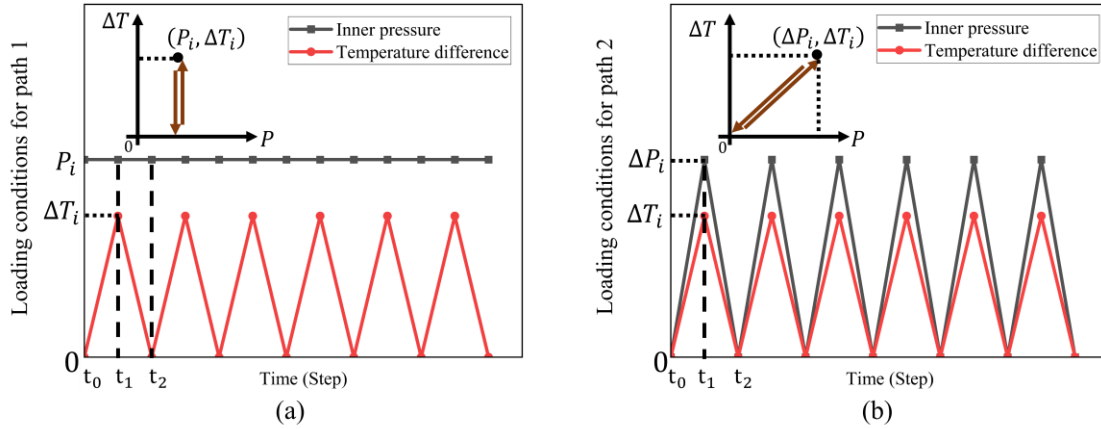 Loading conditions for path 1
ΔT
(P_i, ΔT_i)
0
P
Inner pressure
Temperature difference
P_i
ΔT_i
0
t_0 t_1 t_2
Time (Step)
(a)
Loading conditions for path 2
ΔT
(ΔP_i, ΔT_i)
0
P
Inner pressure
Temperature difference
ΔP_i
ΔT_i
0
t_0 t_1 t_2
Time (Step)
(b)